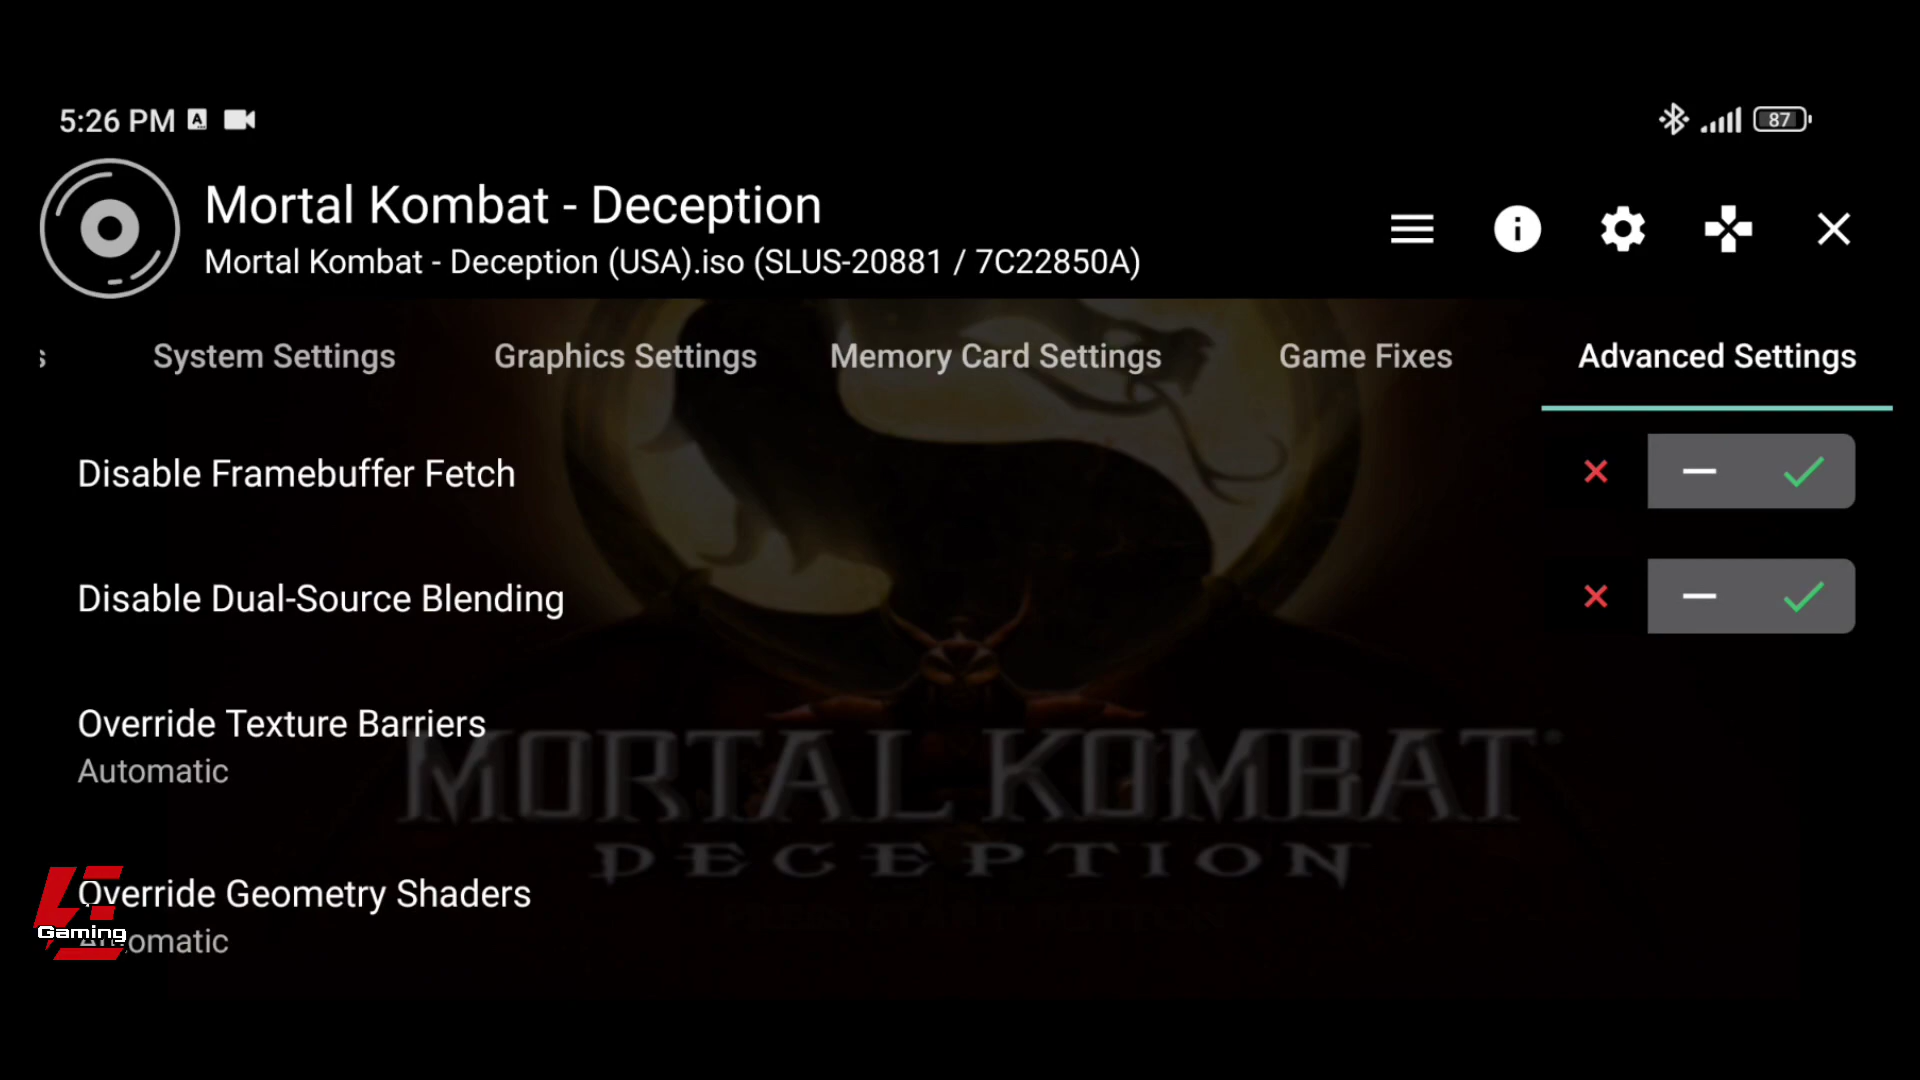 5:26 PM A 87
Mortal Kombat - Deception
Mortal Kombat - Deception (USA).iso (SLUS-20881 / 7C22850A)
s System Settings Graphics Settings Memory Card Settings Game Fixes Advanced Settings
Disable Framebuffer Fetch
Disable Dual-Source Blending
Override Texture Barriers
Automatic
MORTAL KOMBAT
DECEPTION
Override Geometry Shaders
Gaming
Automatic